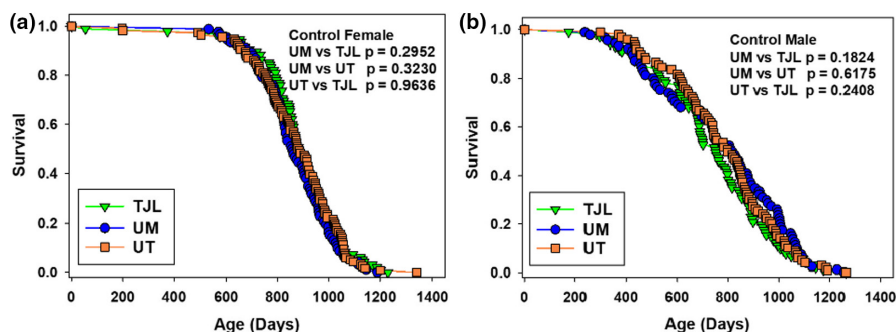 (a)
Control Female
UM vs TJL p = 0.2952
UM vs UT p = 0.3230
UT vs TJL p = 0.9636
Survival
1.0
0.8
0.6
0.4
0.2
0.0
TJL
UM
UT
0 200 400 600 800 1000 1200 1400
Age (Days)
(b)
Control Male
UM vs TJL p = 0.1824
UM vs UT p = 0.6175
UT vs TJL p = 0.2408
Survival
1.0
0.8
0.6
0.4
0.2
0.0
TJL
UM
UT
0 200 400 600 800 1000 1200 1400
Age (Days)